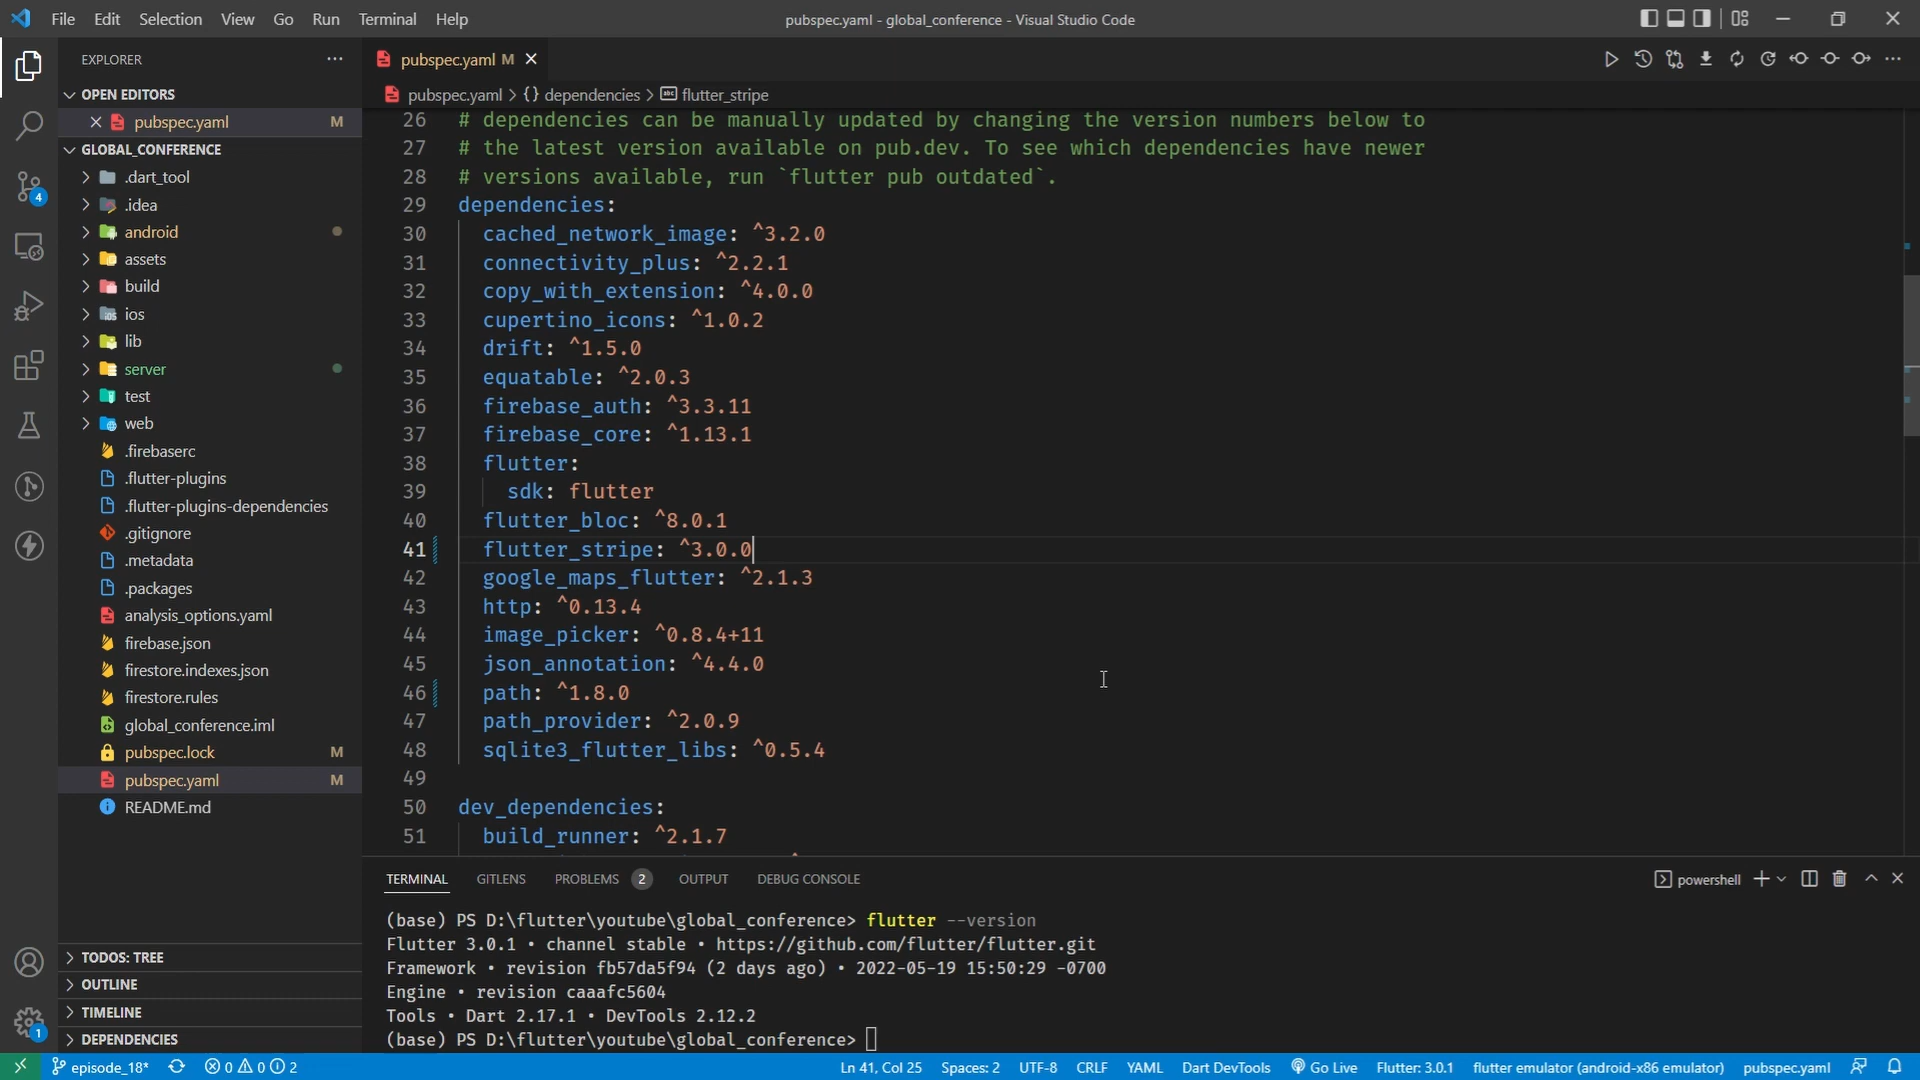 File Edit Selection View Go Run Terminal Help
pubspec.yaml - global_conference - Visual Studio Code
EXPLORER
OPEN EDITORS
pubspec.yaml M
GLOBAL_CONFERENCE
.dart_tool
.idea
android
assets
build
ios
lib
server
test
web
.firebaserc
.flutter-plugins
.flutter-plugins-dependencies
.gitignore
.metadata
.packages
analysis_options.yaml
firebase.json
firestore.indexes.json
firestore.rules
global_conference.iml
pubspec.lock M
pubspec.yaml M
README.md
TODOS: TREE
OUTLINE
TIMELINE
DEPENDENCIES
4
1
pubspec.yaml M
pubspec.yaml > {} dependencies > abc flutter_stripe
26 # dependencies can be manually updated by changing the version numbers below to
27 # the latest version available on pub.dev. To see which dependencies have newer
28 # versions available, run `flutter pub outdated`.
29 dependencies:
30 cached_network_image: ^3.2.0
31 connectivity_plus: ^2.2.1
32 copy_with_extension: ^4.0.0
33 cupertino_icons: ^1.0.2
34 drift: ^1.5.0
35 equatable: ^2.0.3
36 firebase_auth: ^3.3.11
37 firebase_core: ^1.13.1
38 flutter:
39 sdk: flutter
40 flutter_bloc: ^8.0.1
41 flutter_stripe: ^3.0.0
42 google_maps_flutter: ^2.1.3
43 http: ^0.13.4
44 image_picker: ^0.8.4+11
45 json_annotation: ^4.4.0
46 path: ^1.8.0
47 path_provider: ^2.0.9
48 sqlite3_flutter_libs: ^0.5.4
49
50 dev_dependencies:
51 build_runner: ^2.1.7
TERMINAL GITLENS PROBLEMS 2 OUTPUT DEBUG CONSOLE
powershell
(base) PS D:\flutter\youtube\global_conference> flutter --version
Flutter 3.0.1 • channel stable • https://github.com/flutter/flutter.git
Framework • revision fb57da5f94 (2 days ago) • 2022-05-19 15:50:29 -0700
Engine • revision caaafc5604
Tools • Dart 2.17.1 • DevTools 2.12.2
(base) PS D:\flutter\youtube\global_conference>
episode_18* 0 0 2 Ln 41, Col 25 Spaces: 2 UTF-8 CRLF YAML Dart DevTools Go Live Flutter: 3.0.1 flutter emulator (android-x86 emulator) pubspec.yaml